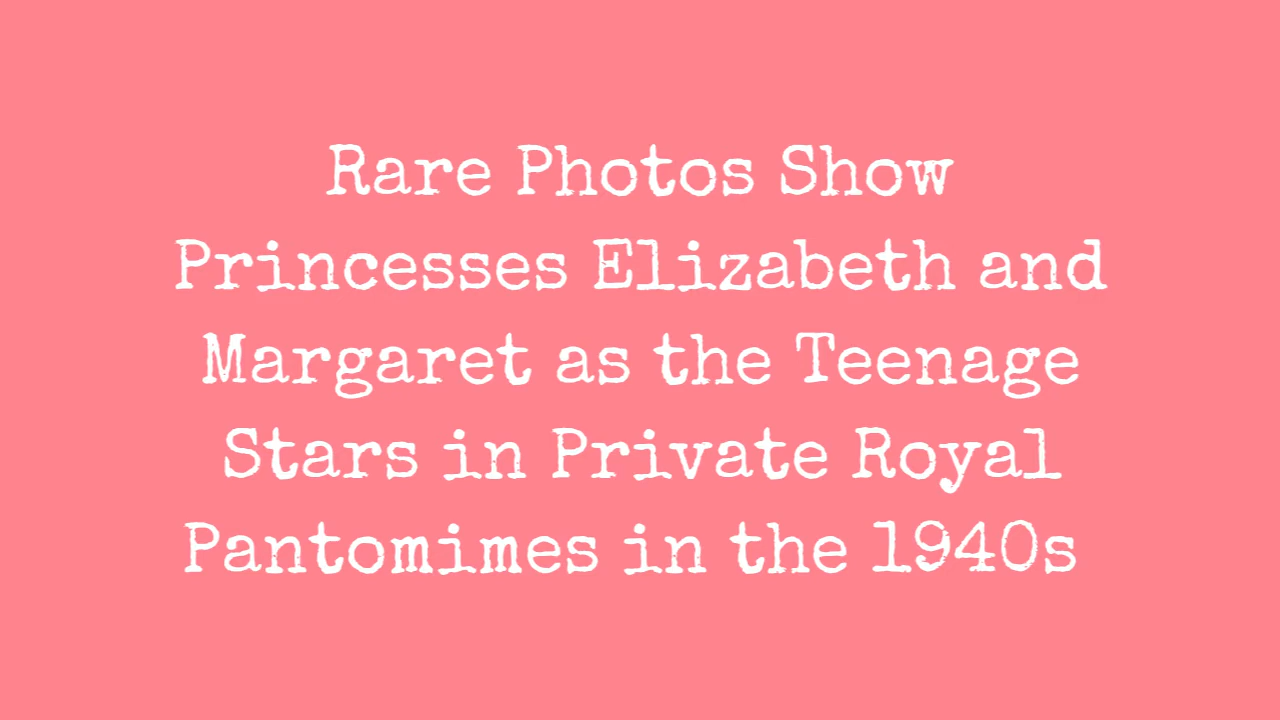 Rare Photos Show
Princesses Elizabeth and
Margaret as the Teenage
Stars in Private Royal
Pantomimes in the 1940s